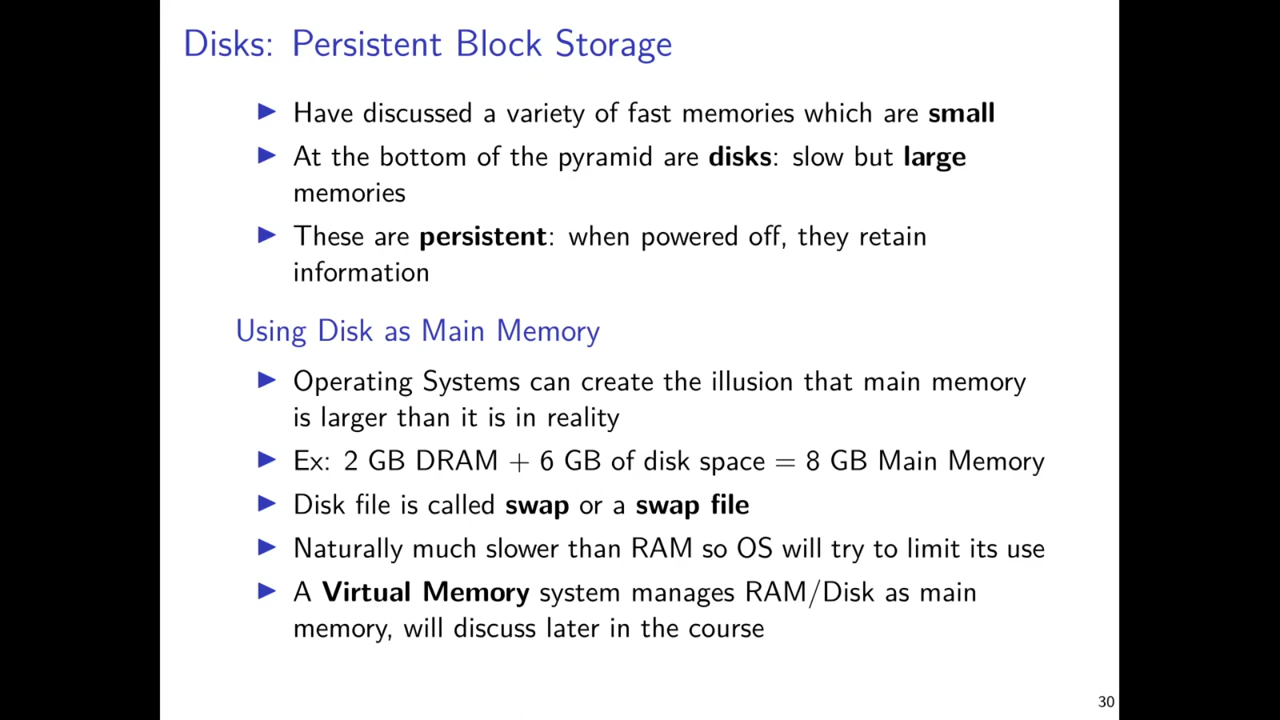 Disks: Persistent Block Storage
▶ Have discussed a variety of fast memories which are small
▶ At the bottom of the pyramid are disks: slow but large
memories
▶ These are persistent: when powered off, they retain
information
Using Disk as Main Memory
▶ Operating Systems can create the illusion that main memory
is larger than it is in reality
▶ Ex: 2 GB DRAM + 6 GB of disk space = 8 GB Main Memory
▶ Disk file is called swap or a swap file
▶ Naturally much slower than RAM so OS will try to limit its use
▶ A Virtual Memory system manages RAM/Disk as main
memory, will discuss later in the course
30